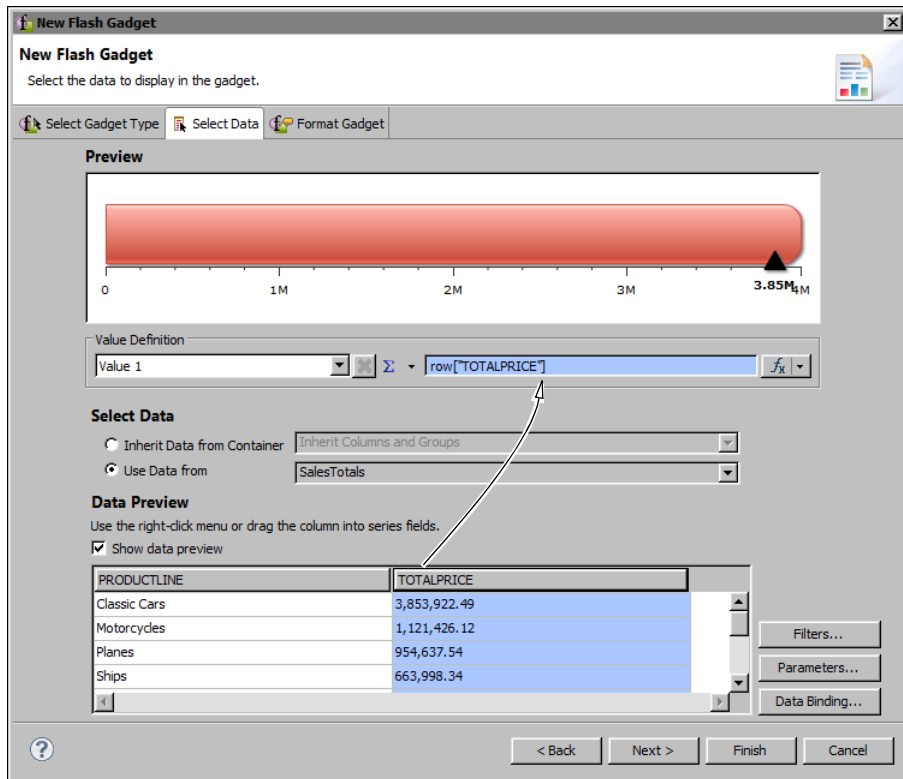 New Flash Gadget
New Flash Gadget
Select the data to display in the gadget.
Select Gadget Type Select Data Format Gadget
Preview
0 1M 2M 3M 3.85M 4M
Value Definition
Value 1 Σ row["TOTALPRICE"] fx
Select Data
Inherit Data from Container Inherit Columns and Groups
Use Data from SalesTotals
Data Preview
Use the right-click menu or drag the column into series fields.
Show data preview
PRODUCTLINE TOTALPRICE
Classic Cars 3,853,922.49
Motorcycles 1,121,426.12
Planes 954,637.54
Ships 663,998.34
Filters...
Parameters...
Data Binding...
? < Back Next > Finish Cancel